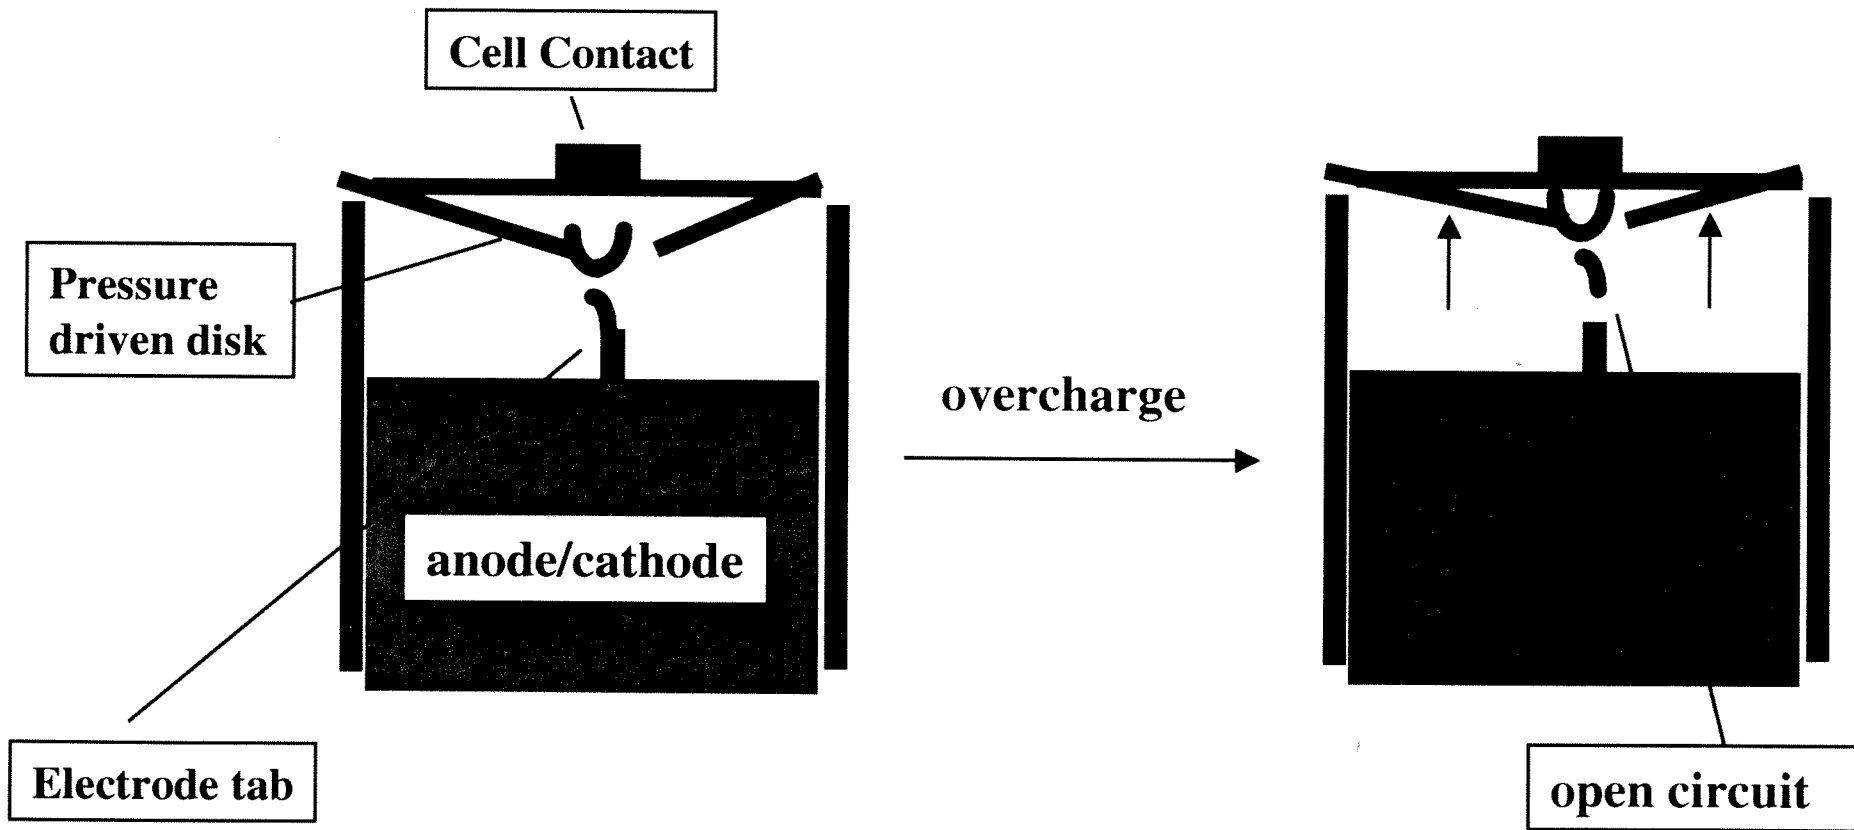 Cell Contact
Pressure
driven disk
overcharge
anode/cathode
Electrode tab
open circuit